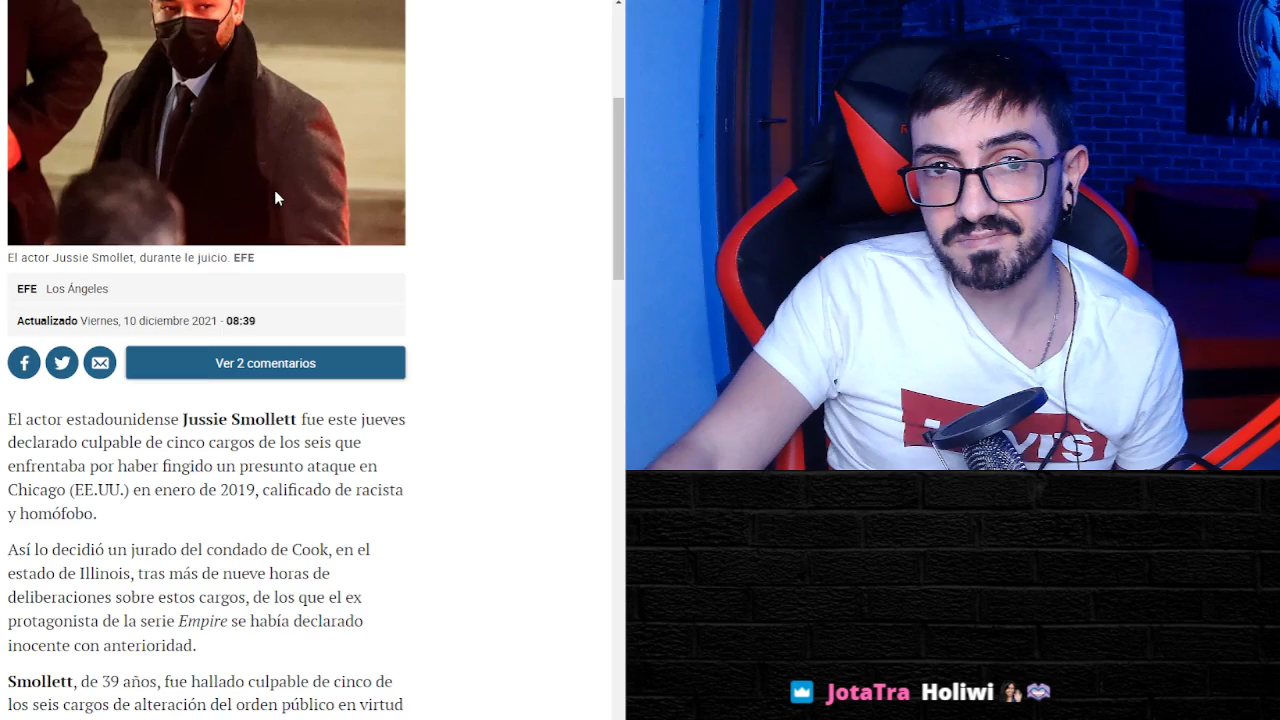 El actor Jussie Smollet, durante le juicio. EFE
EFE Los Ángeles
Actualizado Viernes, 10 diciembre 2021 - 08:39
Ver 2 comentarios
El actor estadounidense Jussie Smollett fue este jueves
declarado culpable de cinco cargos de los seis que
enfrentaba por haber fingido un presunto ataque en
Chicago (EE.UU.) en enero de 2019, calificado de racista
y homófobo.
Así lo decidió un jurado del condado de Cook, en el
estado de Illinois, tras más de nueve horas de
deliberaciones sobre estos cargos, de los que el ex
protagonista de la serie Empire se había declarado
inocente con anterioridad.
Smollett, de 39 años, fue hallado culpable de cinco de
los seis cargos de alteración del orden público en virtud
JotaTra Holiwi